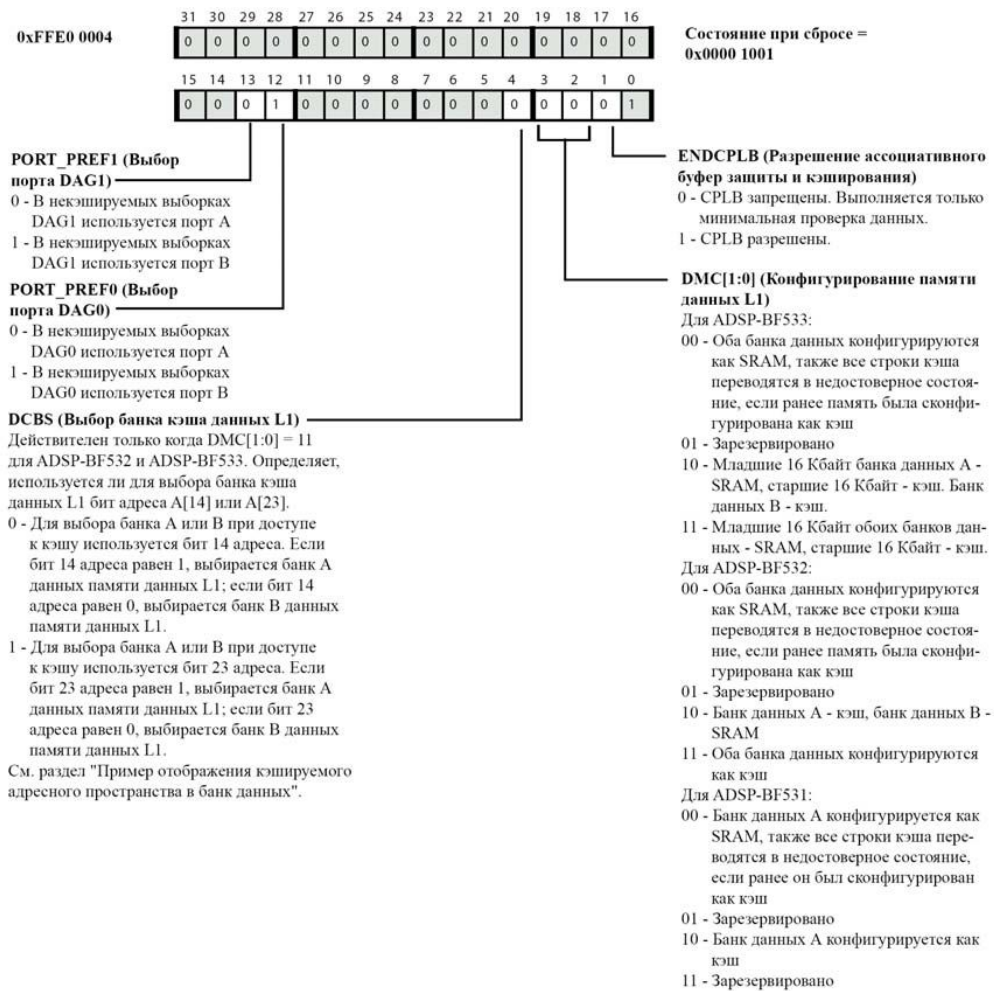 0xFFE0 0004
31 30 29 28 27 26 25 24 23 22 21 20 19 18 17 16
0 0 0 0 0 0 0 0 0 0 0 0 0 0 0 0
Состояние при сбросе =
0x0000 1001
15 14 13 12 11 10 9 8 7 6 5 4 3 2 1 0
0 0 0 1 0 0 0 0 0 0 0 0 0 0 0 1
PORT_PREF1 (Выбор
порта DAG1)
0 - В некэшируемых выборках
DAG1 используется порт A
1 - В некэшируемых выборках
DAG1 используется порт B
PORT_PREF0 (Выбор
порта DAG0)
0 - В некэшируемых выборках
DAG0 используется порт A
1 - В некэшируемых выборках
DAG0 используется порт B
DCBS (Выбор банка кэша данных L1)
Действителен только когда DMC[1:0] = 11
для ADSP-BF532 и ADSP-BF533. Определяет,
используется ли для выбора банка кэша
данных L1 бит адреса A[14] или A[23].
0 - Для выбора банка A или B при доступе
к кэшу используется бит 14 адреса. Если
бит 14 адреса равен 1, выбирается банк A
данных памяти данных L1; если бит 14
адреса равен 0, выбирается банк B данных
памяти данных L1.
1 - Для выбора банка A или B при доступе
к кэшу используется бит 23 адреса. Если
бит 23 адреса равен 1, выбирается банк A
данных памяти данных L1; если бит 23
адреса равен 0, выбирается банк B данных
памяти данных L1.
См. раздел "Пример отображения кэшируемого
адресного пространства в банк данных".
ENDCPLB (Разрешение ассоциативного
буфер защиты и кэширования)
0 - CPLB запрещены. Выполняется только
минимальная проверка данных.
1 - CPLB разрешены.
DMC[1:0] (Конфигурирование памяти
данных L1)
Для ADSP-BF533:
00 - Оба банка данных конфигурируются
как SRAM, также все строки кэша
переводятся в недостоверное состоя-
ние, если ранее память была сконфи-
гурирована как кэш
01 - Зарезервировано
10 - Младшие 16 Кбайт банка данных A -
SRAM, старшие 16 Кбайт - кэш. Банк
данных B - кэш.
11 - Младшие 16 Кбайт обоих банков дан-
ных - SRAM, старшие 16 Кбайт - кэш.
Для ADSP-BF532:
00 - Оба банка данных конфигурируются
как SRAM, также все строки кэша
переводятся в недостоверное состоя-
ние, если ранее память была сконфи-
гурирована как кэш
01 - Зарезервировано
10 - Банк данных A - кэш, банк данных B -
SRAM
11 - Оба банка данных конфигурируются
как кэш
Для ADSP-BF531:
00 - Банк данных A конфигурируется как
SRAM, также все строки кэша пере-
водятся в недостоверное состояние,
если ранее он был сконфигурирован
как кэш
01 - Зарезервировано
10 - Банк данных A конфигурируется как
кэш
11 - Зарезервировано